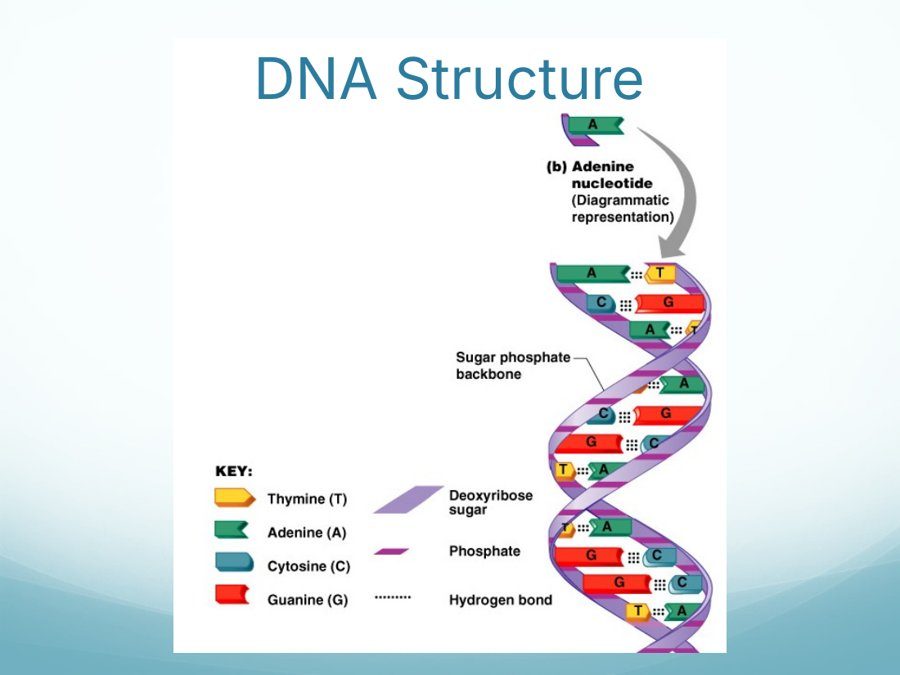 DNA Structure
A
(b) Adenine
nucleotide
(Diagrammatic
representation)
A T
C G
A T
Sugar phosphate
backbone
A
C G
G C
T A
KEY:
Thymine (T)
Adenine (A)
Cytosine (C)
Guanine (G)
Deoxyribose
sugar
Phosphate
Hydrogen bond
T A
G C
G C
T A